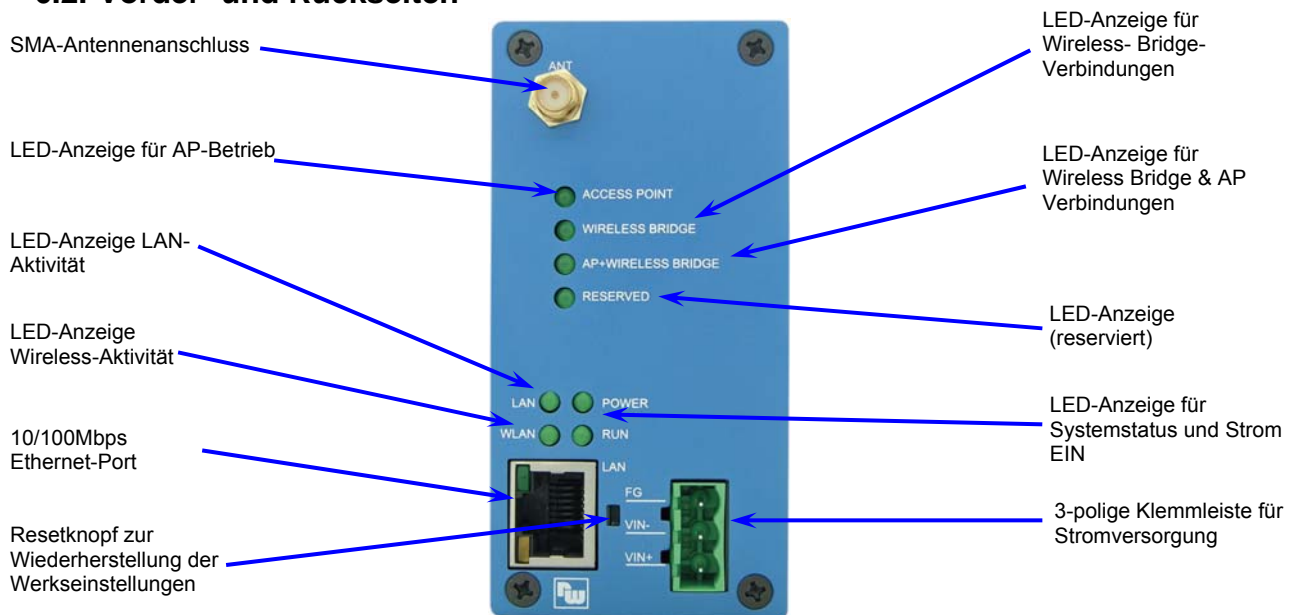 SMA-Antennenanschluss
LED-Anzeige für AP-Betrieb
LED-Anzeige LAN-
Aktivität
LED-Anzeige
Wireless-Aktivität
10/100Mbps
Ethernet-Port
Resetknopf zur
Wiederherstellung der
Werkseinstellungen
ANT
ACCESS POINT
WIRELESS BRIDGE
AP+WIRELESS BRIDGE
RESERVED
LAN
POWER
WLAN
RUN
LAN
FG
VIN-
VIN+
LED-Anzeige für
Wireless- Bridge-
Verbindungen
LED-Anzeige für
Wireless Bridge & AP
Verbindungen
LED-Anzeige
(reserviert)
LED-Anzeige für
Systemstatus und Strom
EIN
3-polige Klemmleiste für
Stromversorgung